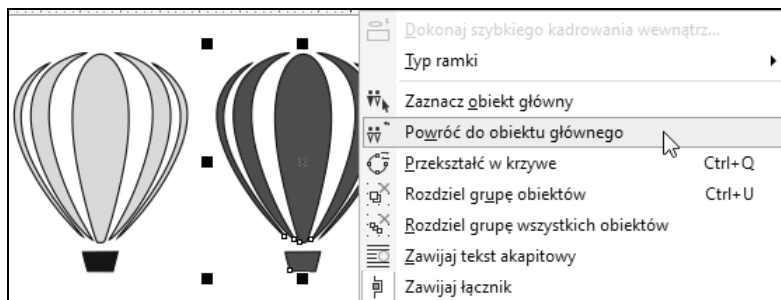 Dokonaj szybkiego kadrowania wewnątrz...
Typ ramki
Zaznacz obiekt główny
Powróć do obiektu głównego
Przekształć w krzywe Ctrl+Q
Rozdziel grupę obiektów Ctrl+U
Rozdziel grupę wszystkich obiektów
Zawijaj tekst akapitowy
Zawijaj łącznik